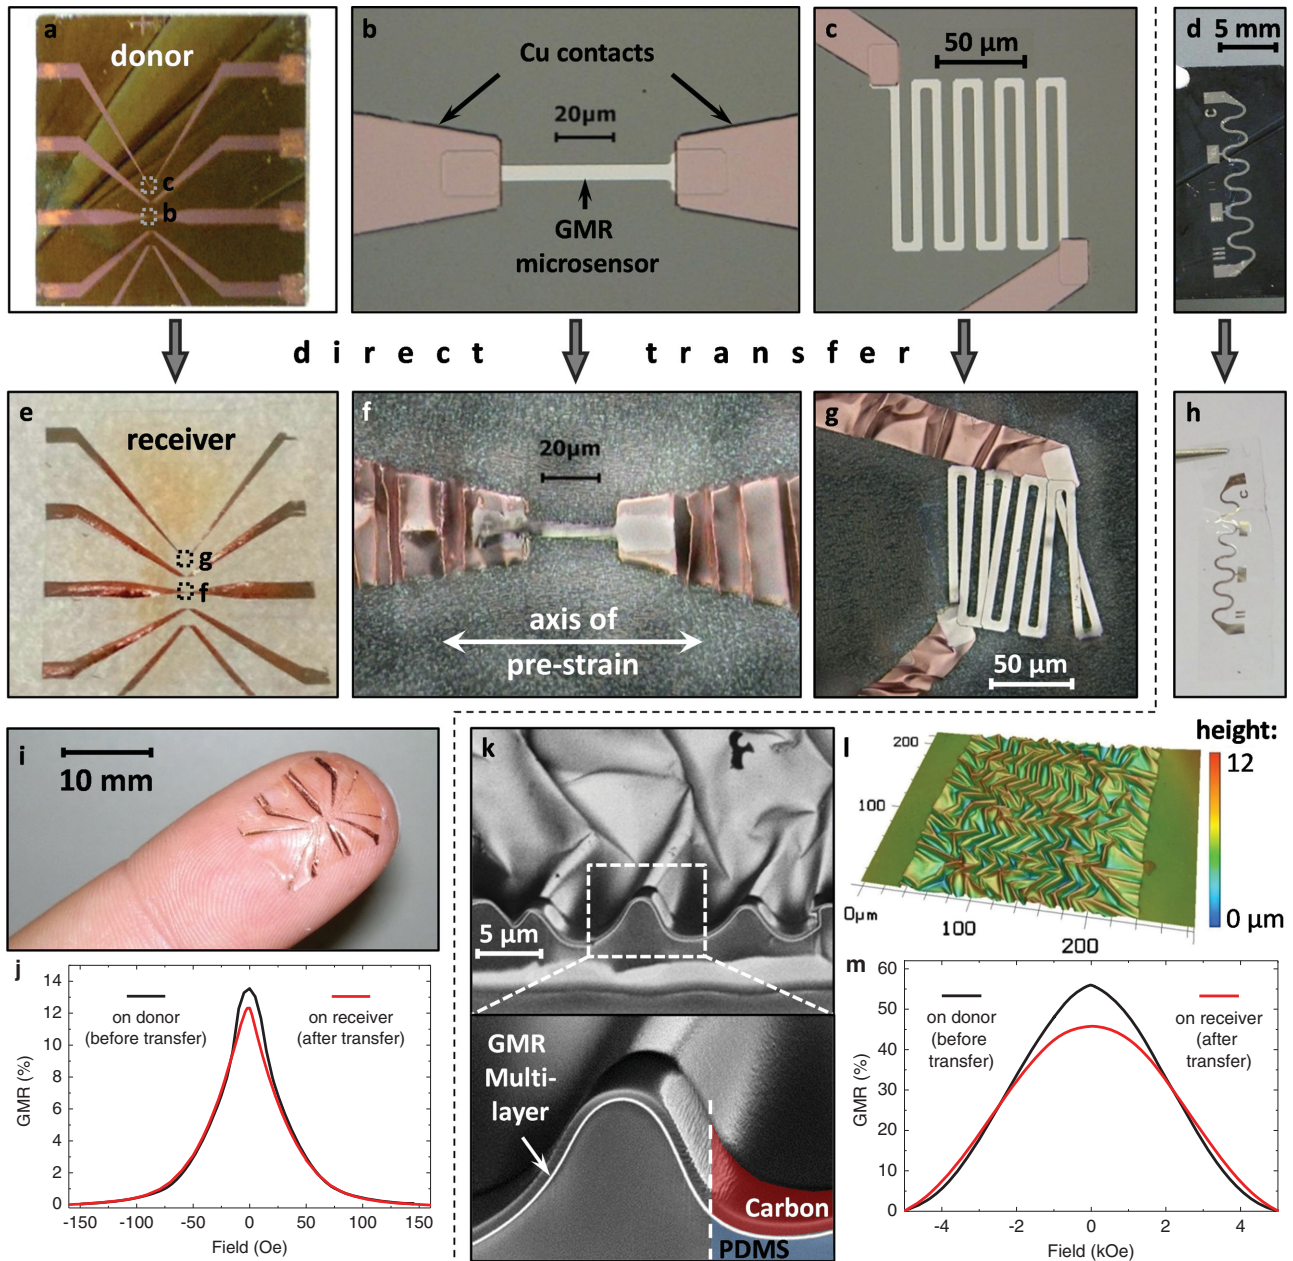 a
donor
c
b
b
Cu contacts
20µm
GMR
microsensor
c
50 µm
d
5 mm
C
direct transfer
e
receiver
g
f
f
20µm
axis of
pre-strain
g
50 µm
h
C
i
10 mm
k
5 µm
GMR
Multi-
layer
Carbon
PDMS
l
200
100
0µm
100
200
height:
12
0 µm
j
14
12
10
8
6
4
2
0
GMR (%)
on donor
(before transfer)
on receiver
(after transfer)
-150
-100
-50
0
50
100
150
Field (Oe)
m
60
50
40
30
20
10
0
GMR (%)
on donor
(before
transfer)
on receiver
(after
transfer)
-4
-2
0
2
4
Field (kOe)